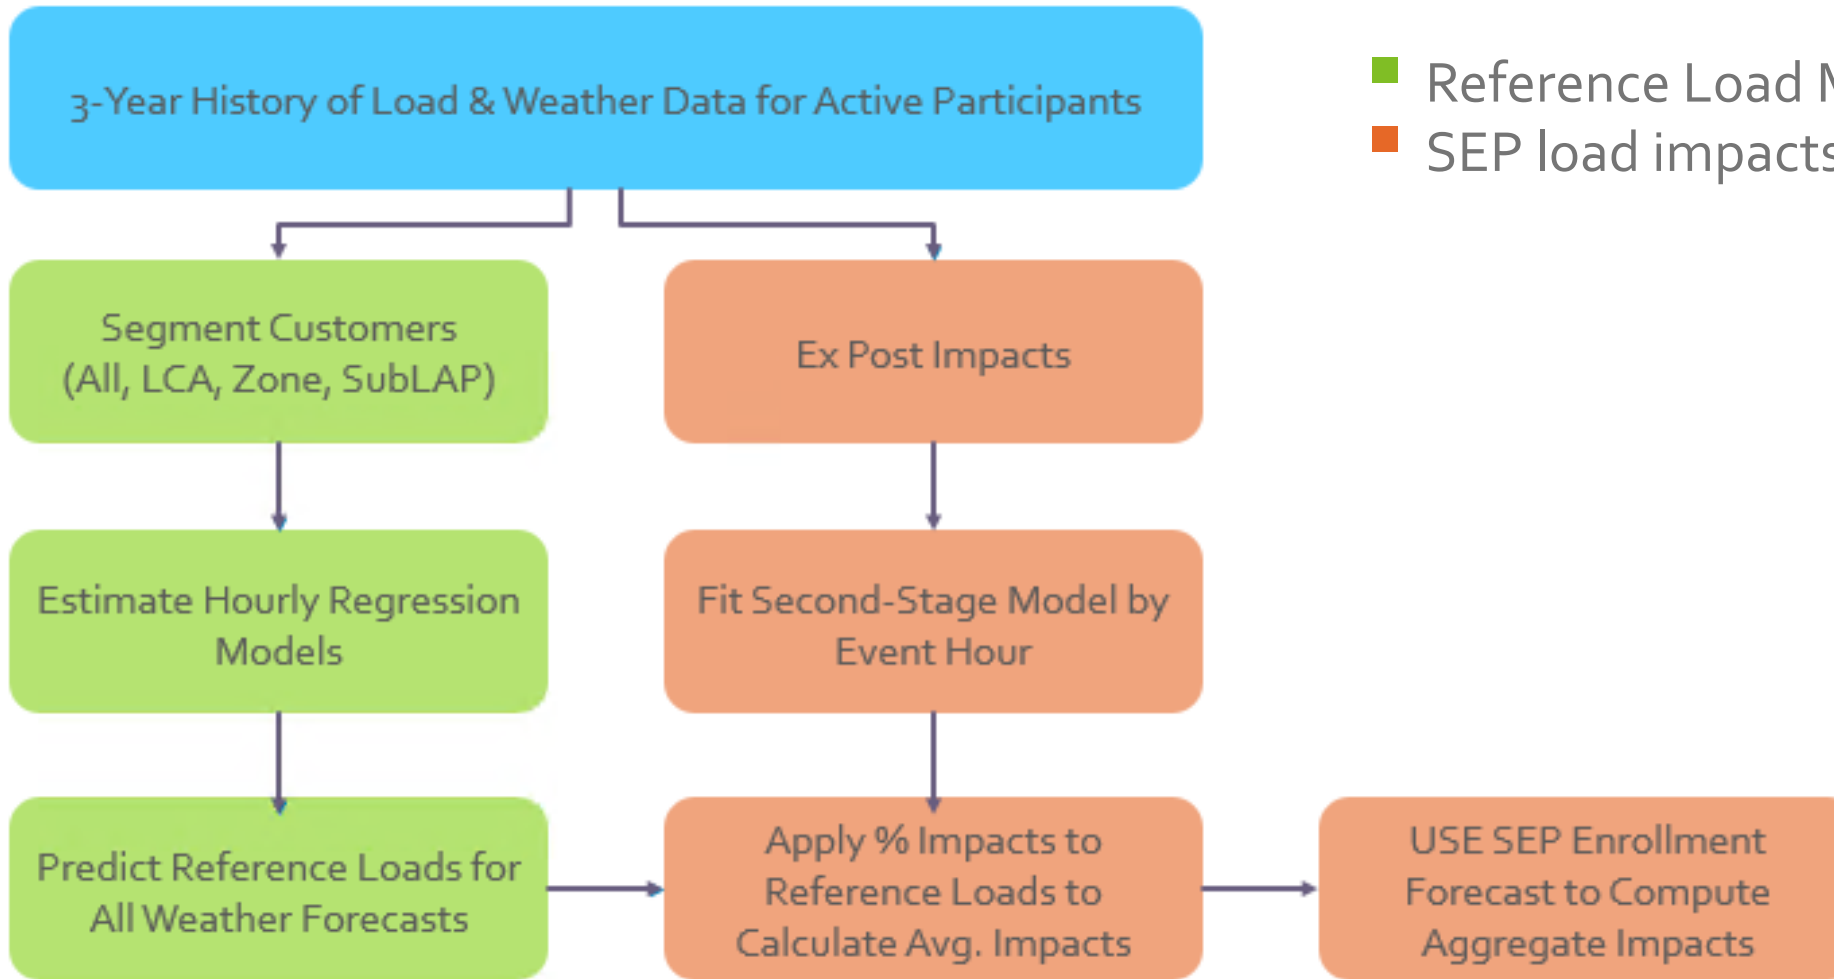 3-Year History of Load & Weather Data for Active Participants
Reference Load
SEP load impacts
Segment Customers
(All, LCA, Zone, SubLAP)
Ex Post Impacts
Estimate Hourly Regression
Models
Fit Second-Stage Model by
Event Hour
Predict Reference Loads for
All Weather Forecasts
Apply % Impacts to
Reference Loads to
Calculate Avg. Impacts
USE SEP Enrollment
Forecast to Compute
Aggregate Impacts